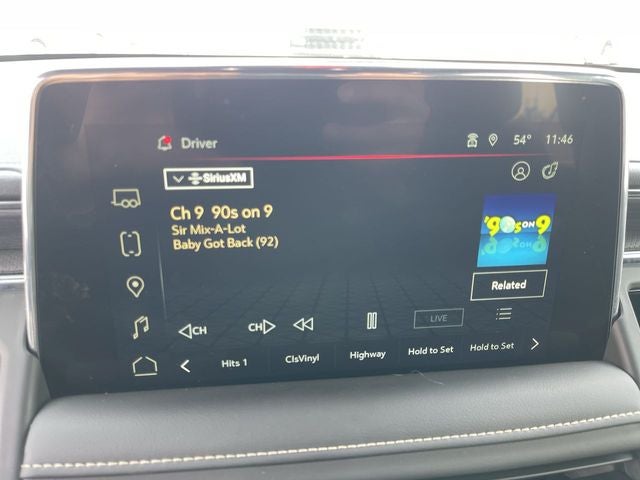 Driver
54° 11:46
SiriusXM
Ch 9 90s on 9
Sir Mix-A-Lot
Baby Got Back (92)
'90s ON 9
Related
CH CH LIVE
Hits 1 ClsVinyl Highway Hold to Set Hold to Set